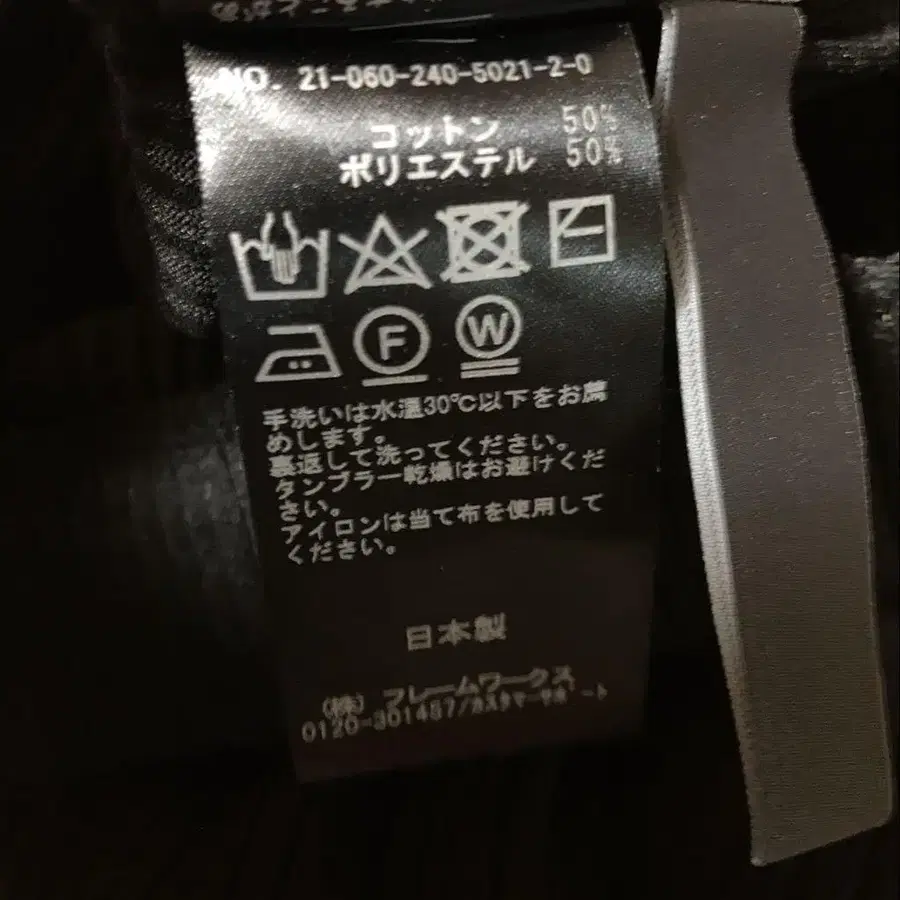 NO. 21-060-240-5021-2-0
コットン 50%
ポリエステル 50%
F W
手洗いは水温30℃以下をお薦
めします。
裏返して洗ってください。
タンブラー乾燥はお避けくだ
さい。
アイロンは当て布を使用して
ください。
日本製
(株) フレームワークス
0120-301457/カスタマーサポート